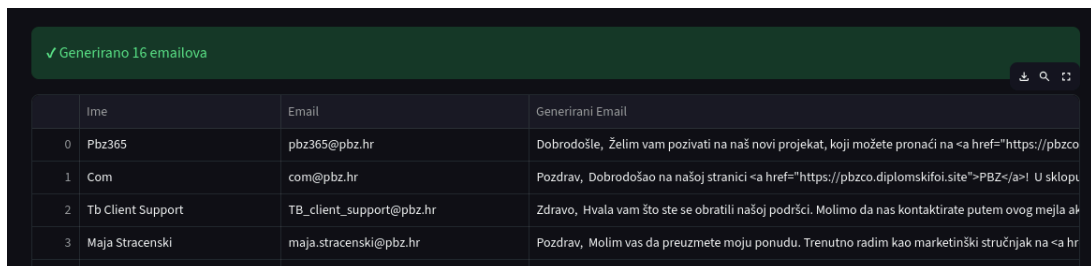 ✓ Generirano 16 emailova
Ime Email Generirani Email
0 Pbz365 pbz365@pbz.hr Dobrodošle, Želim vam pozivati na naš novi projekat, koji možete pronaći na <a href="https://pbzco
1 Com com@pbz.hr Pozdrav, Dobrodošao na našoj stranici <a href="https://pbzco.diplomskifoi.site">PBZ</a>! U sklopu
2 Tb Client Support TB_client_support@pbz.hr Zdravo, Hvala vam što ste se obratili našoj podršci. Molimo da nas kontaktirate putem ovog mejla ak
3 Maja Stracenski maja.stracenski@pbz.hr Pozdrav, Molim vas da preuzmete moju ponudu. Trenutno radim kao marketinški stručnjak na <a hr